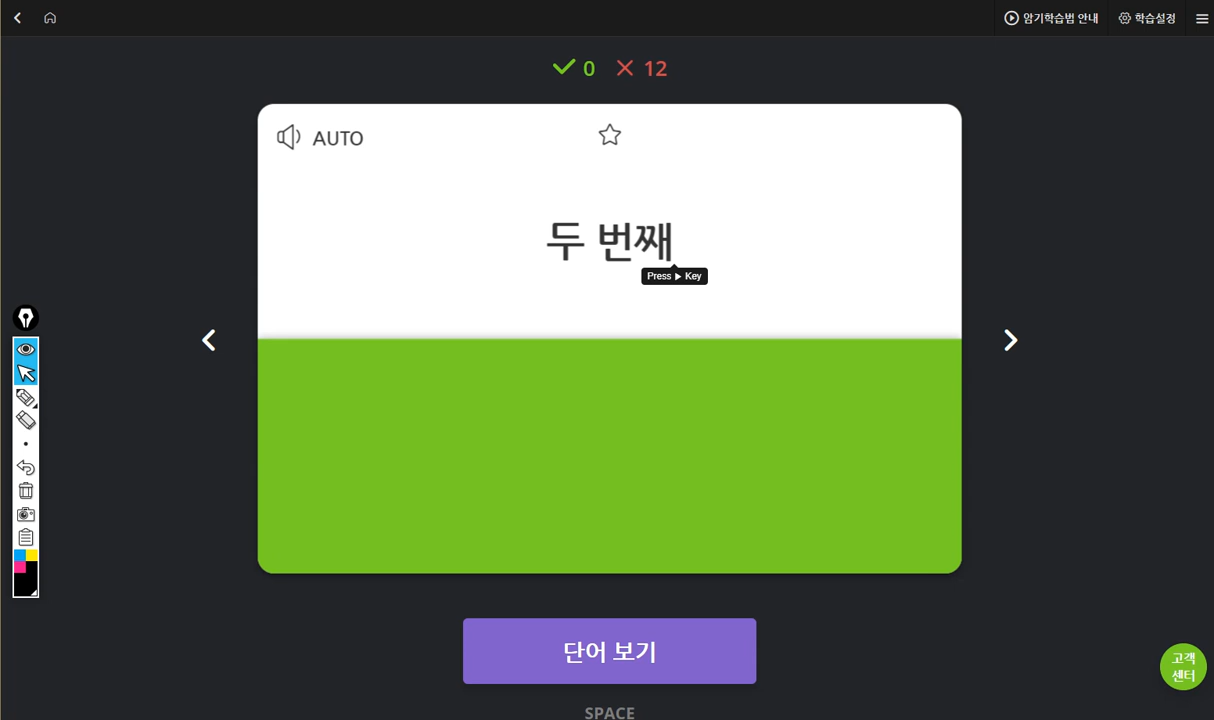 암기학습법 안내
학습설정
0
12
AUTO
두 번째
Press ▶ Key
단어 보기
SPACE
고객
센터